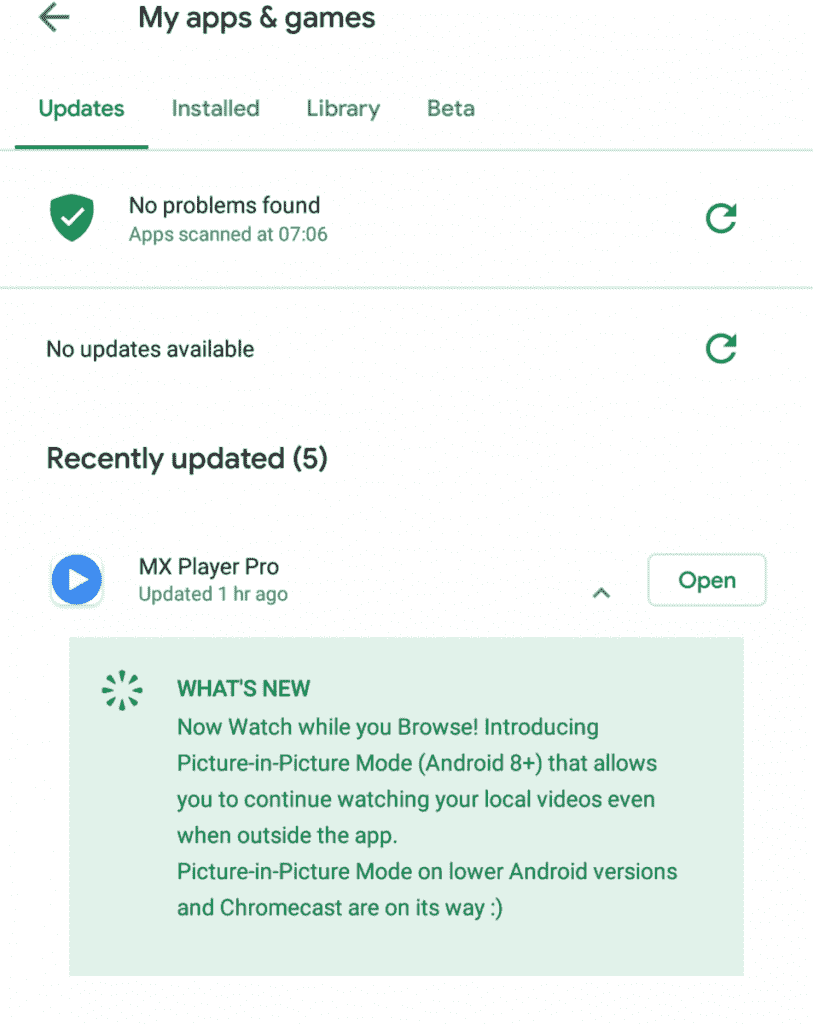 My apps & games
Updates Installed Library Beta
No problems found
Apps scanned at 07:06
No updates available
Recently updated (5)
MX Player Pro
Updated 1 hr ago
Open
WHAT'S NEW
Now Watch while you Browse! Introducing
Picture-in-Picture Mode (Android 8+) that allows
you to continue watching your local videos even
when outside the app.
Picture-in-Picture Mode on lower Android versions
and Chromecast are on its way :)